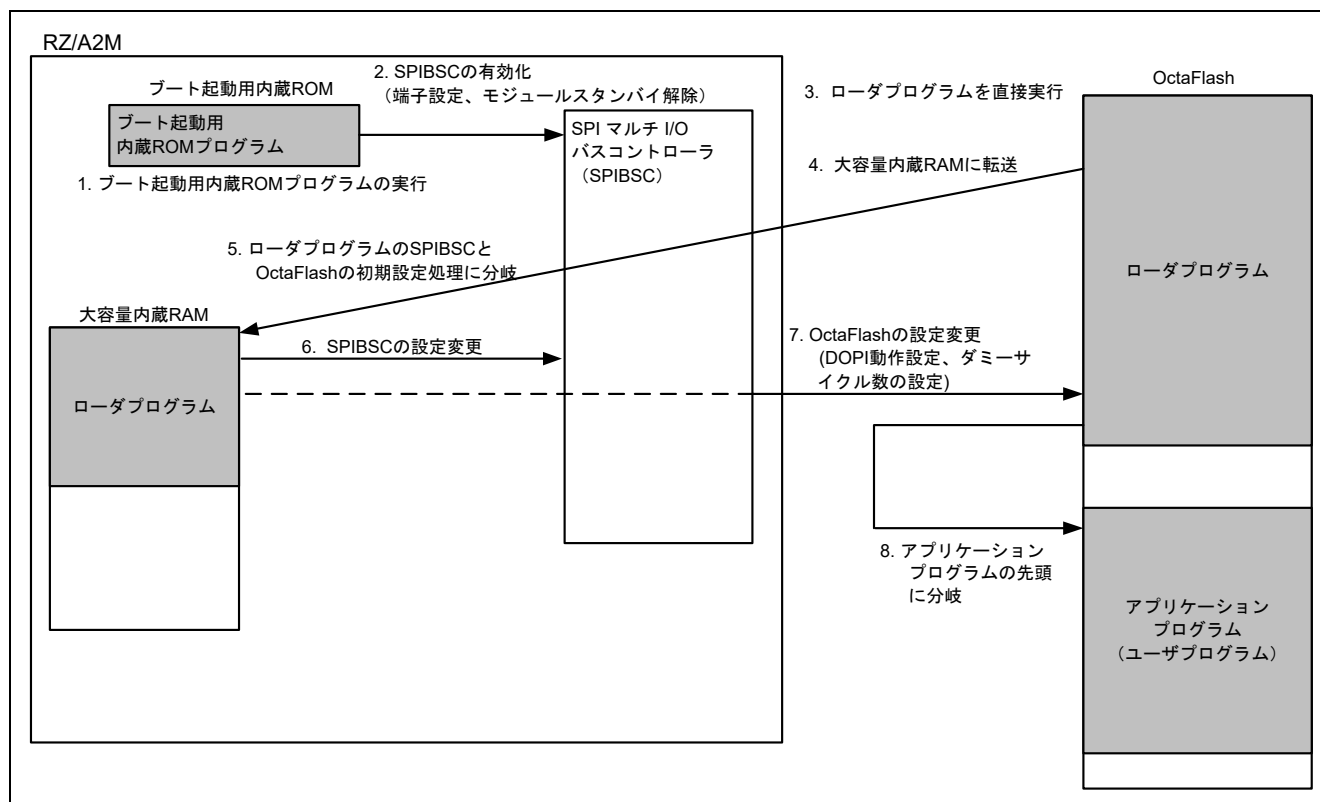 RZ/A2M
ブート起動用内蔵ROM
ブート起動用
内蔵ROMプログラム
1. ブート起動用内蔵ROMプログラムの実行
2. SPIBSCの有効化
（端子設定、モジュールスタンバイ解除）
SPI マルチ I/O
バスコントローラ
（SPIBSC）
OctaFlash
3. ローダプログラムを直接実行
4. 大容量内蔵RAMに転送
ローダプログラム
5. ローダプログラムのSPIBSCと
OctaFlashの初期設定処理に分岐
大容量内蔵RAM
6. SPIBSCの設定変更
ローダプログラム
7. OctaFlashの設定変更
(DOPI動作設定、ダミーサ
イクル数の設定)
8. アプリケーション
プログラムの先頭
に分岐
アプリケーション
プログラム
（ユーザプログラム）